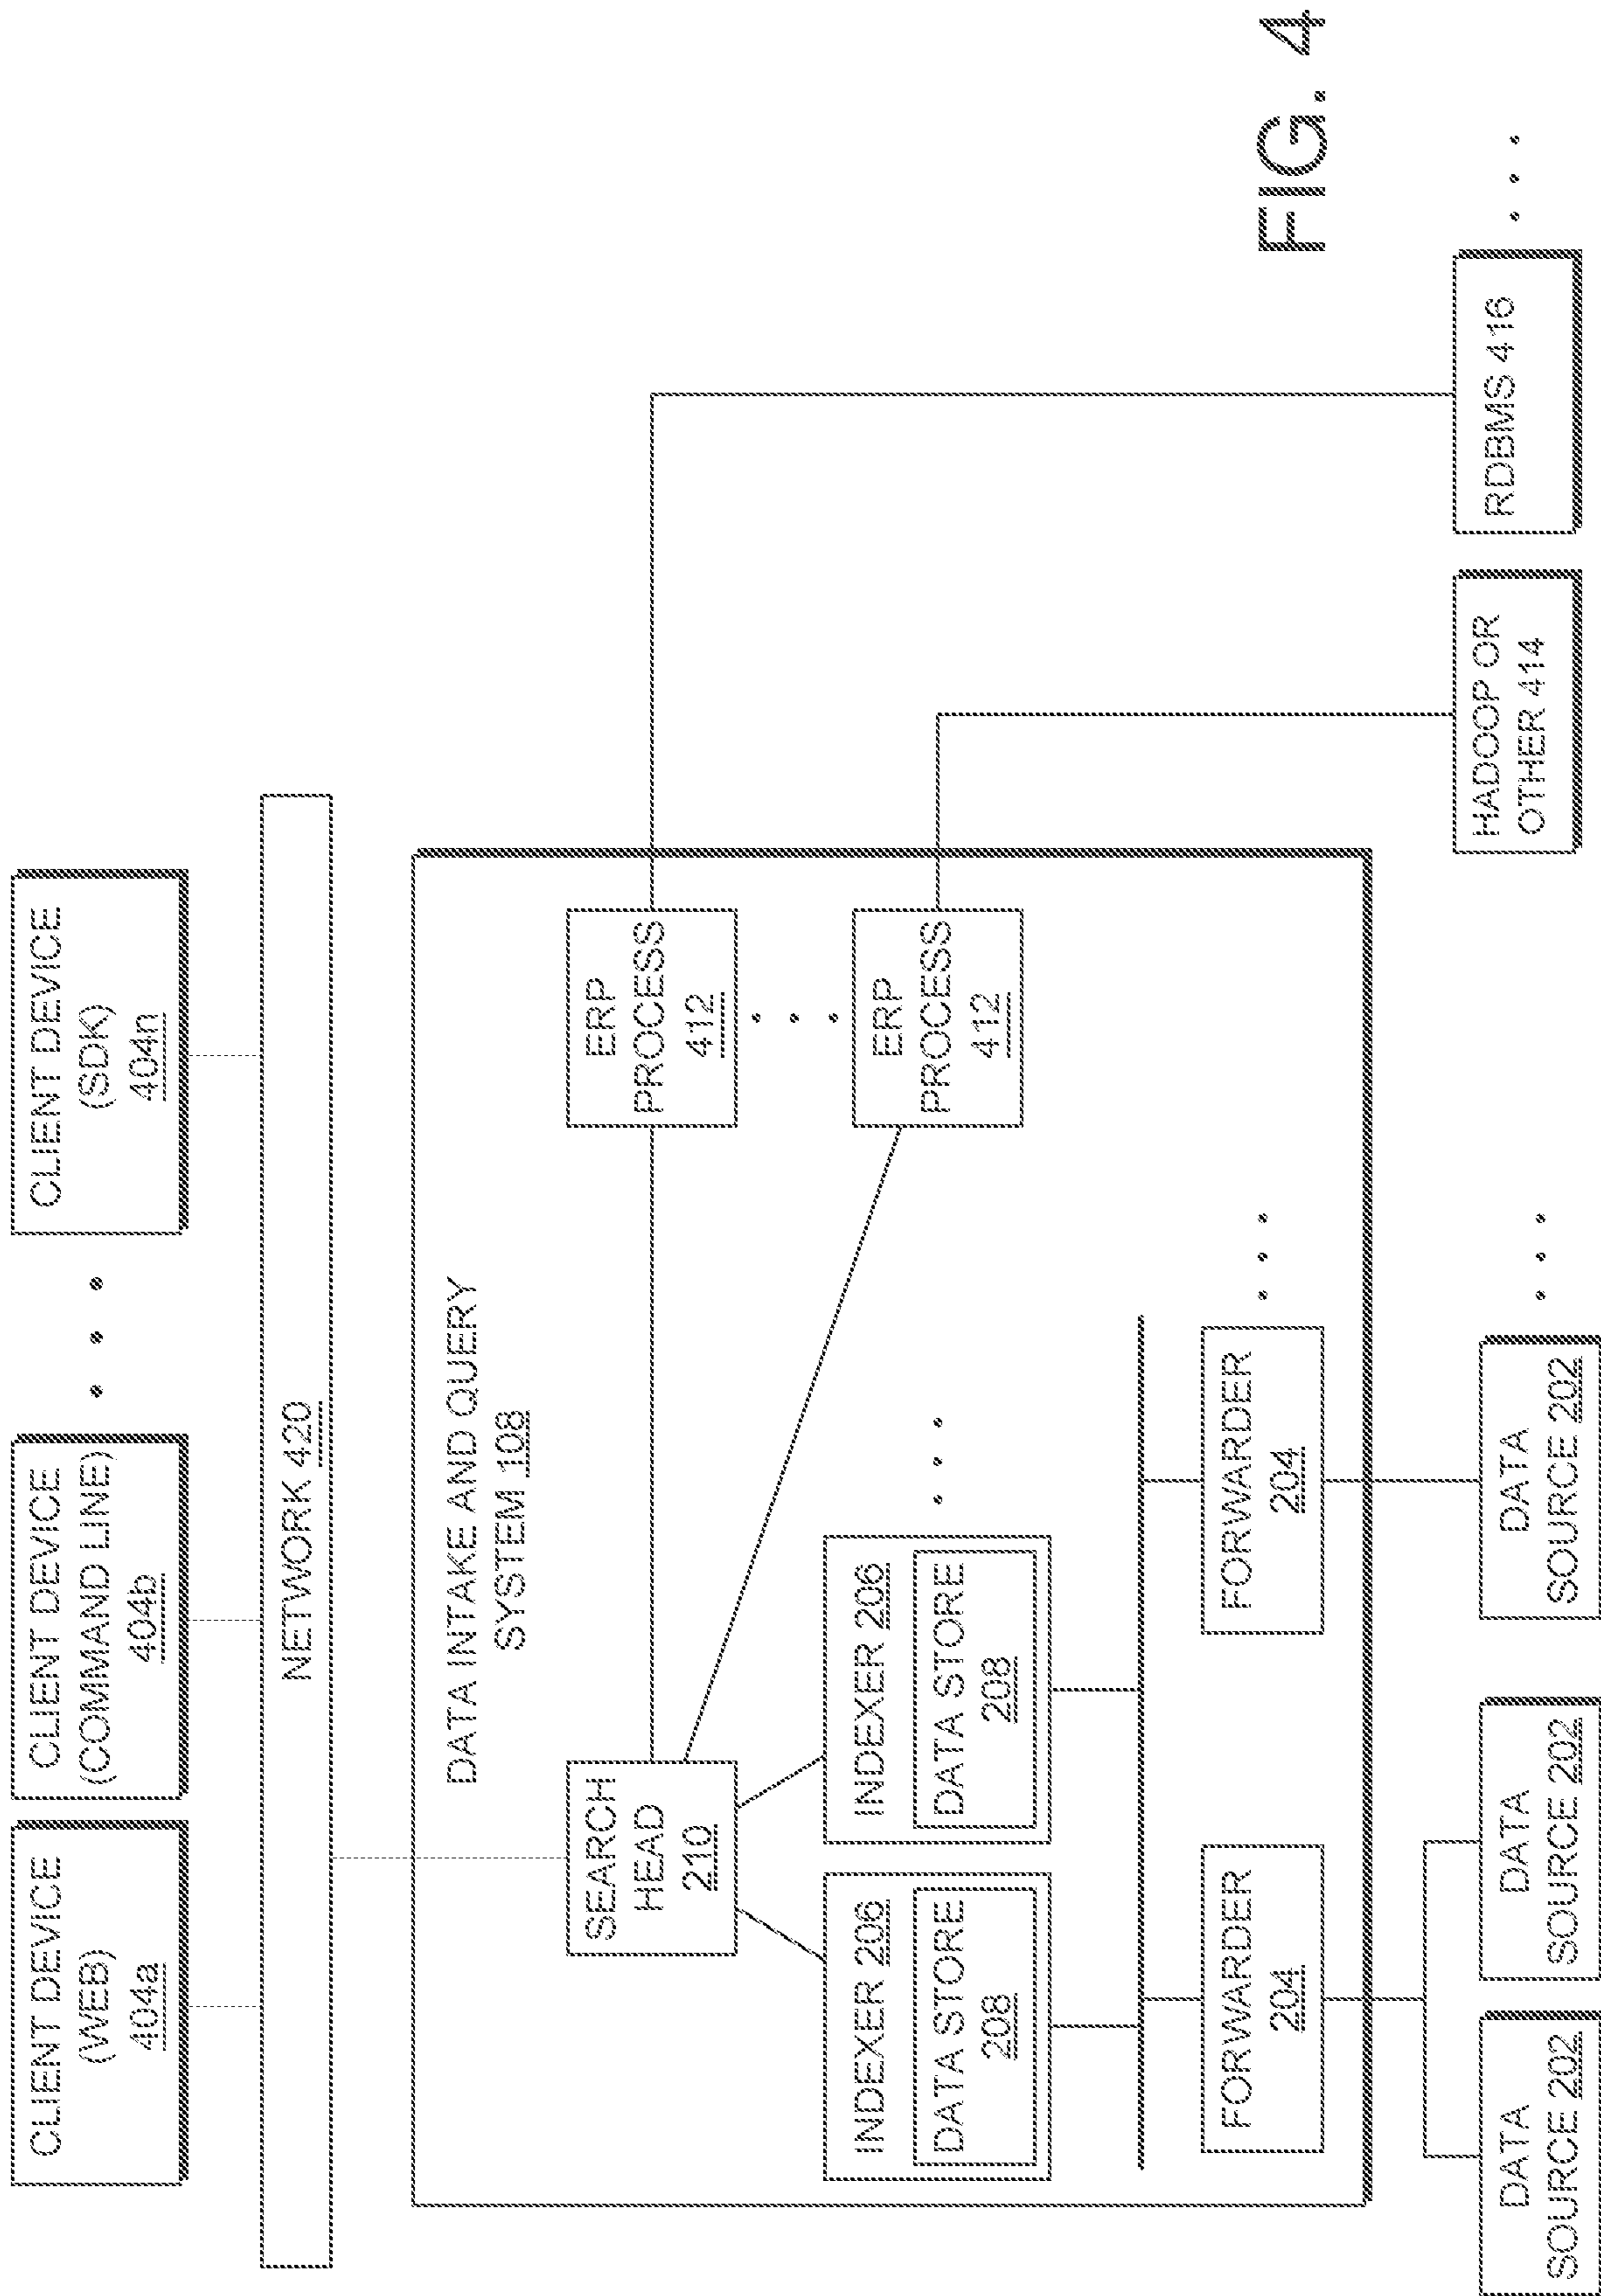 CLIENT DEVICE
(WEB)
404a
CLIENT DEVICE
(COMMAND LINE)
404b
CLIENT DEVICE
(SDK)
404n
NETWORK 420
DATA INTAKE AND QUERY
SYSTEM 108
SEARCH
HEAD
210
ERP
PROCESS
412
ERP
PROCESS
412
INDEXER 206
DATA STORE
208
INDEXER 206
DATA STORE
208
FORWARDER
204
FORWARDER
204
DATA
SOURCE 202
DATA
SOURCE 202
DATA
SOURCE 202
HADOOP OR
OTHER 414
RDBMS 416
FIG. 4